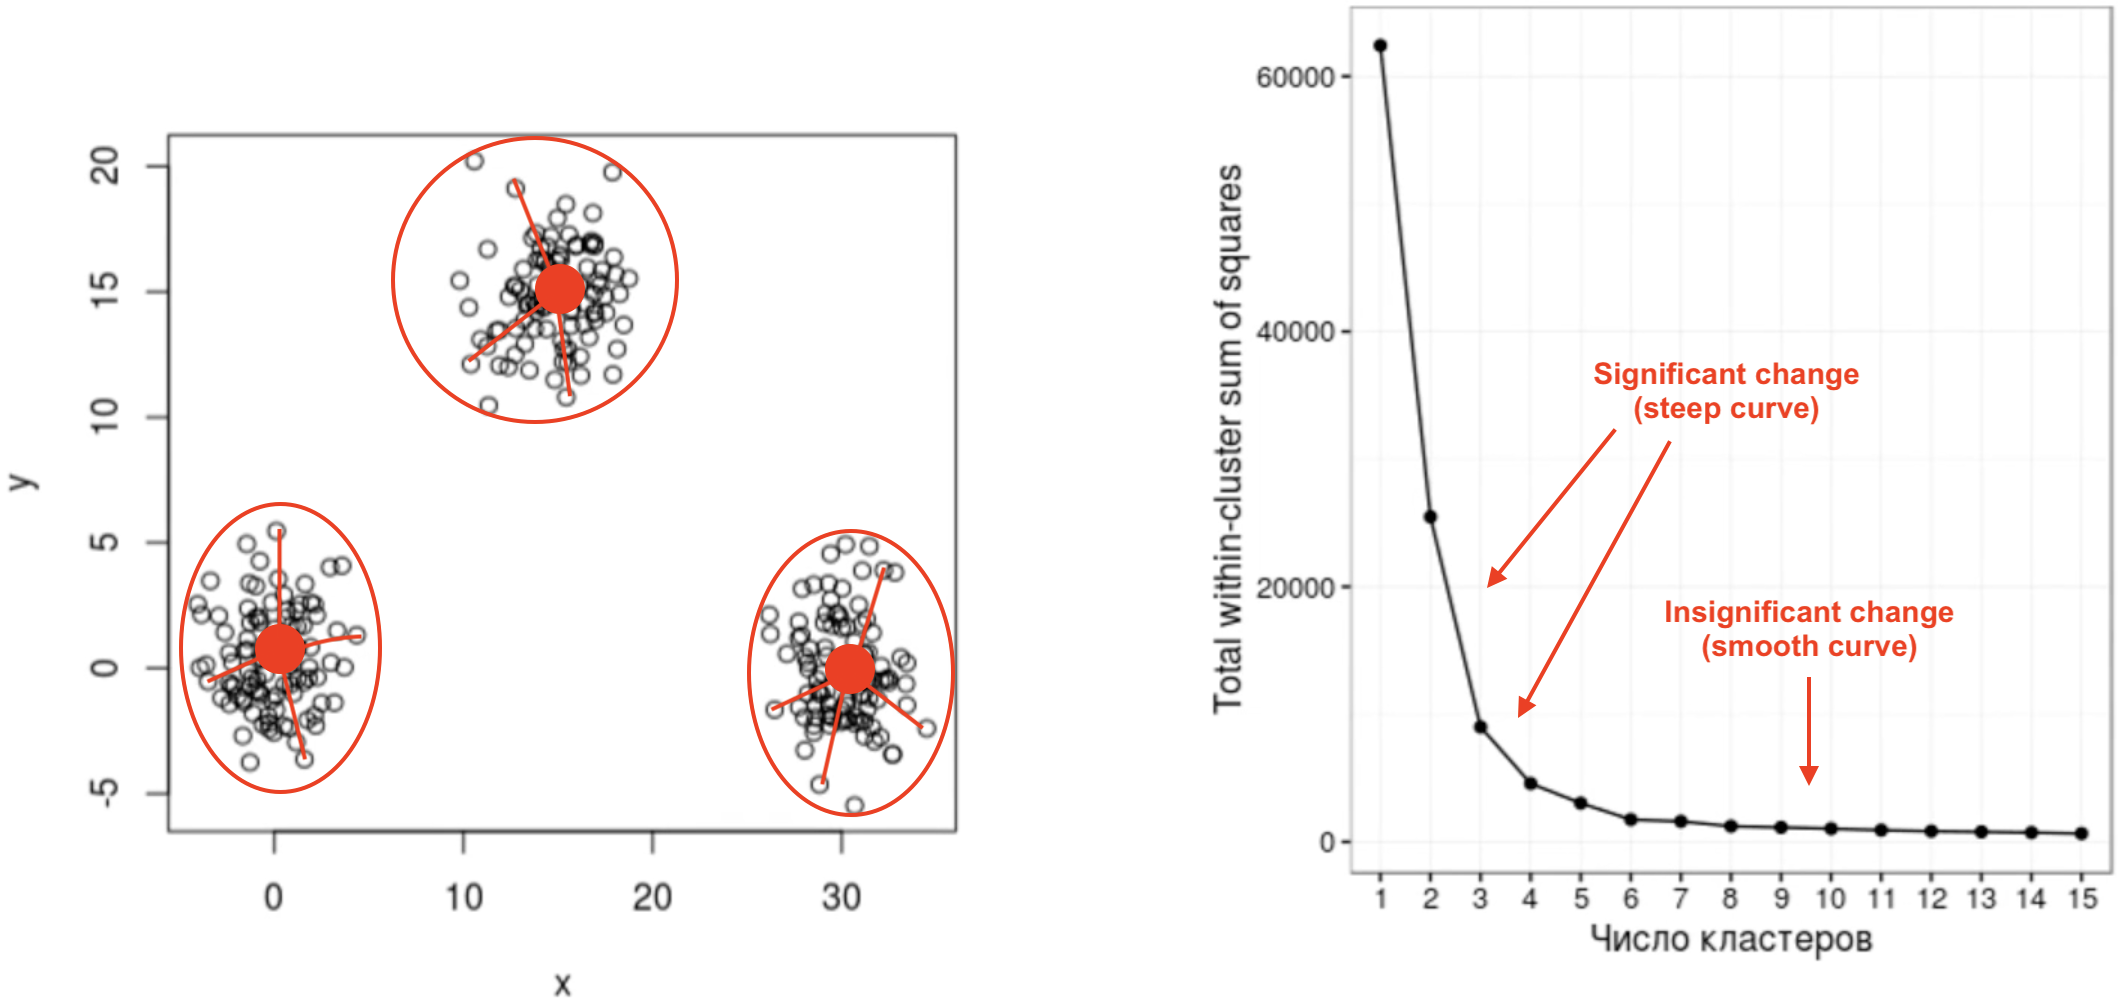 20
15
10
5
0
-5
y
0 10 20 30
x
60000
40000
20000
0
Total within-cluster sum of squares
Significant change
(steep curve)
Insignificant change
(smooth curve)
1 2 3 4 5 6 7 8 9 10 11 12 13 14 15
Число кластеров